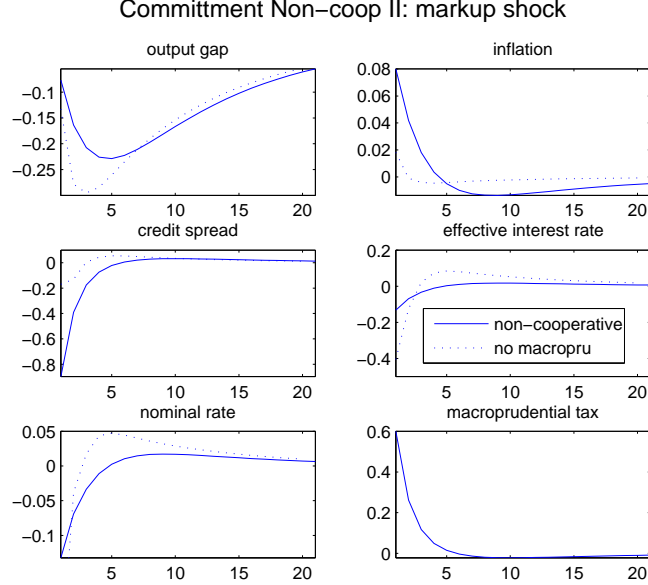 Committment Non−coop II: markup shock
output gap
−0.1
−0.15
−0.2
−0.25
5 10 15 20
inflation
0.08
0.06
0.04
0.02
0
5 10 15 20
credit spread
0
−0.2
−0.4
−0.6
−0.8
5 10 15 20
effective interest rate
0.2
0
−0.2
−0.4
non−cooperative
no macropru
5 10 15 20
nominal rate
0.05
0
−0.05
−0.1
5 10 15 20
macroprudential tax
0.6
0.4
0.2
0
5 10 15 20